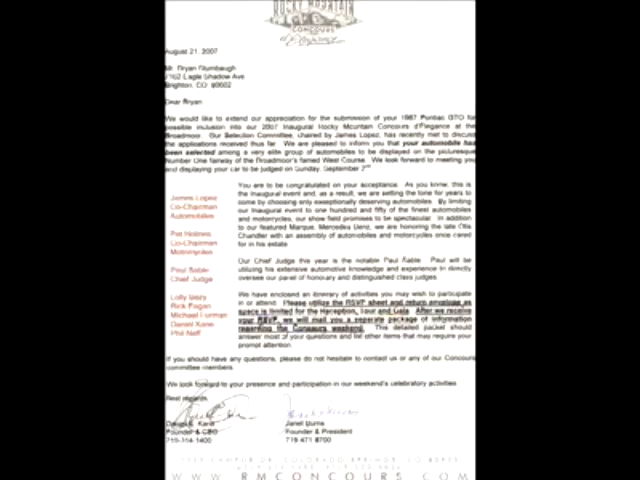 ROCKY MOUNTAIN
CONCOURS
August 21, 2007
Mr. Bryan
Eagle Shadow Ave
Brighton, CO
Dear Bryan
We would like to extend our appreciation for the submission of your Pontiac GTO for
possible inclusion into our 2007 Inaugural Rocky Mountain Concours d'Elegance at the
Broadmoor. Our Selection Committee, chaired by James Lopez, has recently met to discuss
the applications received thus far. We are pleased to inform you that your automobile has
been selected among a very elite group of automobiles to be displayed on the picturesque
Number One fairway of the Broadmoor's famed West Course. We look forward to meeting you
and displaying your car to be judged on Sunday, September 2nd
You are to be congratulated on your acceptance. As you know, this is
the inaugural event and, as a result, we are setting the tone for years to
come by choosing only exceptionally deserving automobiles. By limiting
our inaugural event to one hundred and fifty of the finest automobiles
and motorcycles, our show field promises to be spectacular. In addition
to our featured Marque, Mercedes Benz, we are honoring the late Otis
Chandler with an assembly of automobiles and motorcycles once cared
for in his estate.
James Lopez
Co-Chairman
Automobiles
Pat Holmes
Co-Chairman
Motorcycles
Paul Sable
Chief Judge
Our Chief Judge this year is the notable Paul Sable. Paul will be
utilizing his extensive automotive knowledge and experience to directly
oversee our panel of honorary and distinguished class judges.
Rick Fagan
Michael Furman
Daniel Kane
Phil Neff
We have enclosed an itinerary of activities you may wish to participate
in or attend. Please utilize the RSVP sheet and return envelope as
space is limited for the Reception, Tour and Gala. After we receive
your RSVP, we will mail you a separate package of information
regarding the Concours weekend. This detailed packet should
answer most of your questions and list other items that may require your
prompt attention.
If you should have any questions, please do not hesitate to contact us or any of our Concours
committee members.
We look forward to your presence and participation in our weekend's celebratory activities.
Best regards,
Kane
Founder & CEO
Janet Burns
Founder & President
WWW.RMCONCOURS.COM